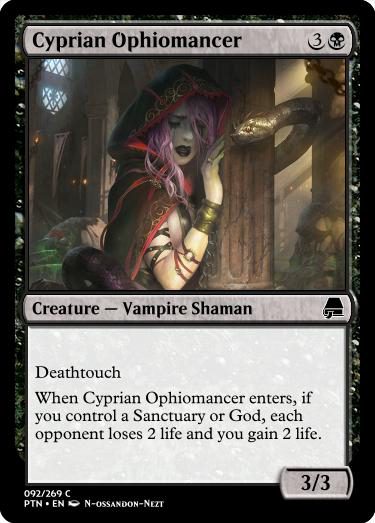 Cyprian Ophiomancer 3
Creature — Vampire Shaman
Deathtouch
When Cyprian Ophiomancer enters, if
you control a Sanctuary or God, each
opponent loses 2 life and you gain 2 life.
3/3
092/269 C
PTN • EN N-ossandon-Nezt